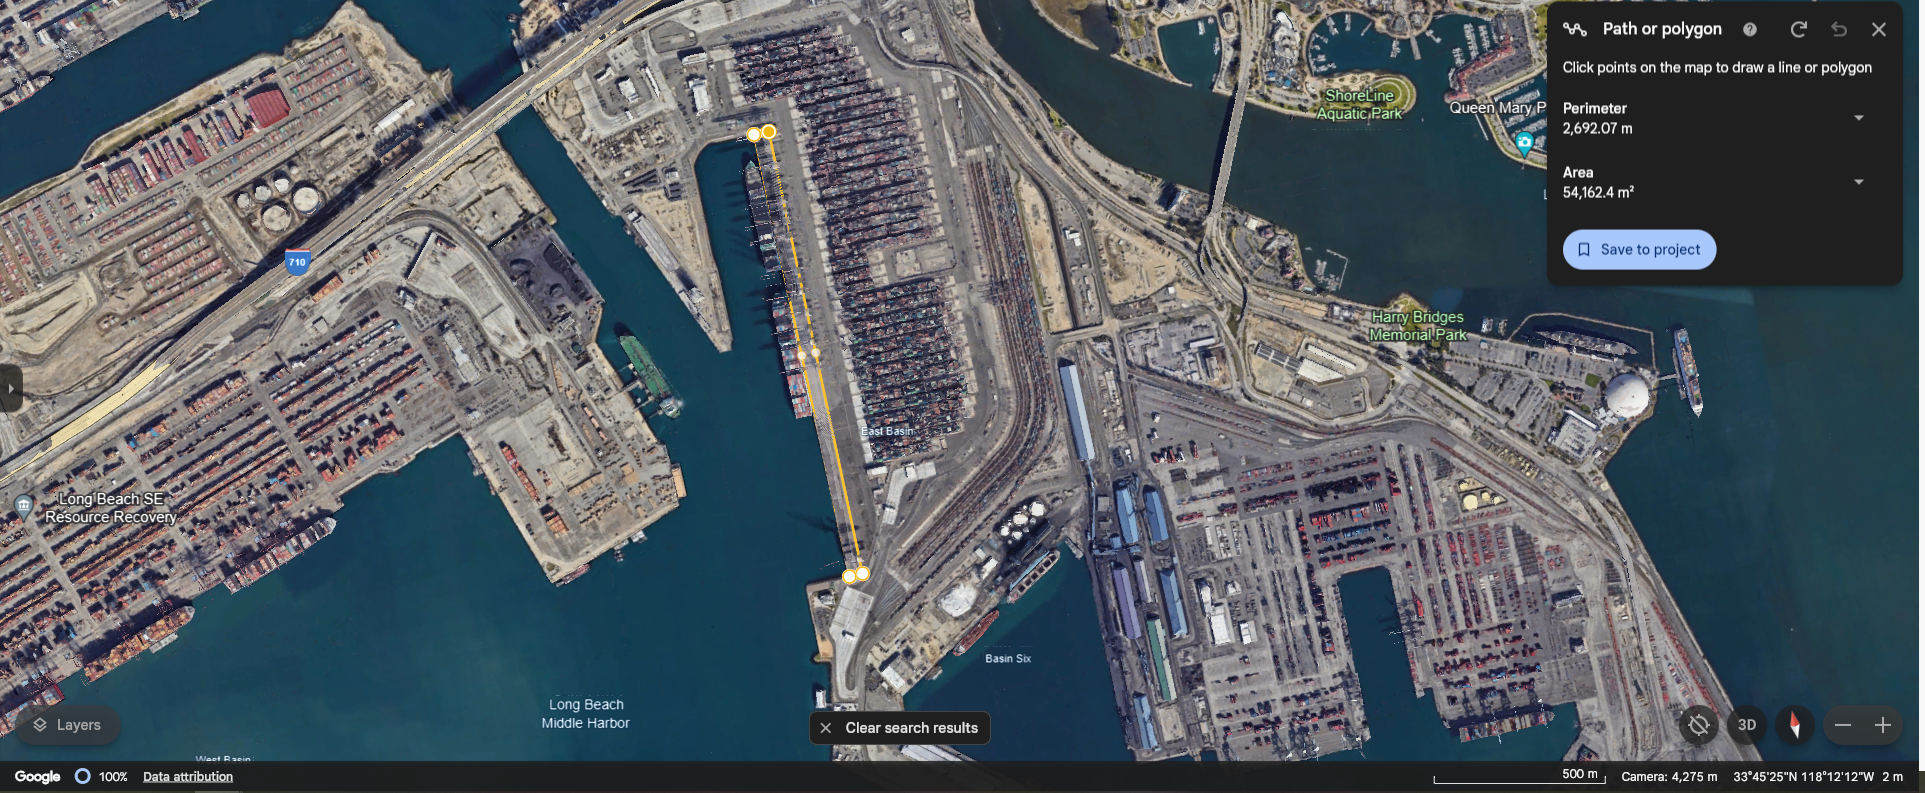 Path or polygon
Click points on the map to draw a line or polygon
Perimeter
2,692.07 m
Area
54,162.4 m²
Save to project
ShoreLine
Aquatic Park
Queen Mary P
710
Harry Bridges
Memorial Park
East Basin
Long Beach SE
Resource Recovery
Basin Six
Long Beach
Middle Harbor
Layers
Clear search results
3D
West Basin
Google
100%
Data attribution
500 m
Camera: 4,275 m
33°45'25"N 118°12'12"W
2 m